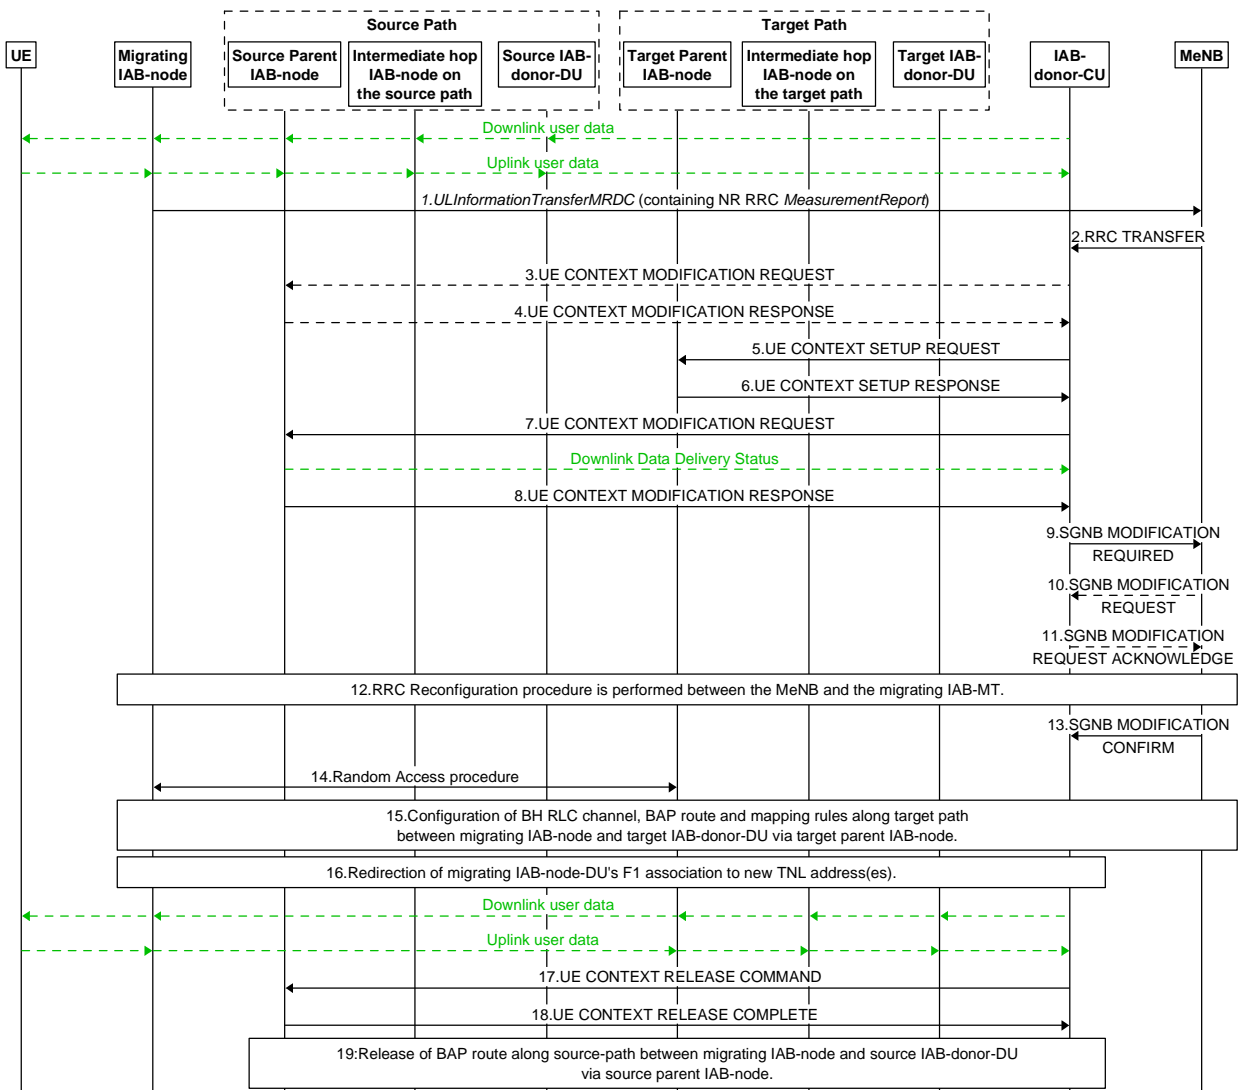 Source Path
Target Path
UE
Migrating
IAB-node
Source Parent
IAB-node
Intermediate hop
IAB-node on
the source path
Source IAB-
donor-DU
Target Parent
IAB-node
Intermediate hop
IAB-node on
the target path
Target IAB-
donor-DU
IAB-
donor-CU
MeNB
Downlink user data
Uplink user data
1.ULInformationTransferMRDC (containing NR RRC MeasurementReport)
2.RRC TRANSFER
3.UE CONTEXT MODIFICATION REQUEST
4.UE CONTEXT MODIFICATION RESPONSE
5.UE CONTEXT SETUP REQUEST
6.UE CONTEXT SETUP RESPONSE
7.UE CONTEXT MODIFICATION REQUEST
Downlink Data Delivery Status
8.UE CONTEXT MODIFICATION RESPONSE
9.SGNB MODIFICATION
REQUIRED
10.SGNB MODIFICATION
REQUEST
11.SGNB MODIFICATION
REQUEST ACKNOWLEDGE
12.RRC Reconfiguration procedure is performed between the MeNB and the migrating IAB-MT.
13.SGNB MODIFICATION
CONFIRM
14.Random Access procedure
15.Configuration of BH RLC channel, BAP route and mapping rules along target path
between migrating IAB-node and target IAB-donor-DU via target parent IAB-node.
16.Redirection of migrating IAB-node-DU's F1 association to new TNL address(es).
Downlink user data
Uplink user data
17.UE CONTEXT RELEASE COMMAND
18.UE CONTEXT RELEASE COMPLETE
19:Release of BAP route along source-path between migrating IAB-node and source IAB-donor-DU
via source parent IAB-node.